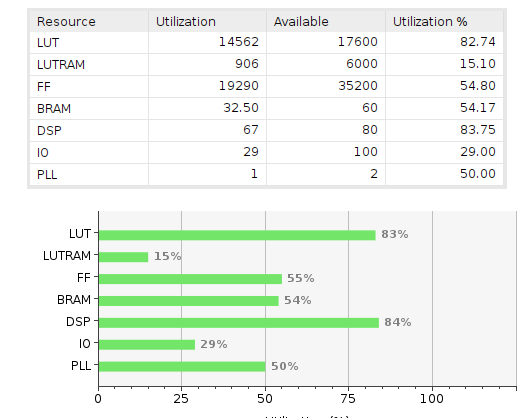 Resource Utilization Available Utilization %
LUT 14562 17600 82.74
LUTRAM 906 6000 15.10
FF 19290 35200 54.80
BRAM 32.50 60 54.17
DSP 67 80 83.75
IO 29 100 29.00
PLL 1 2 50.00
LUT 83%
LUTRAM 15%
FF 55%
BRAM 54%
DSP 84%
IO 29%
PLL 50%
0 25 50 75 100